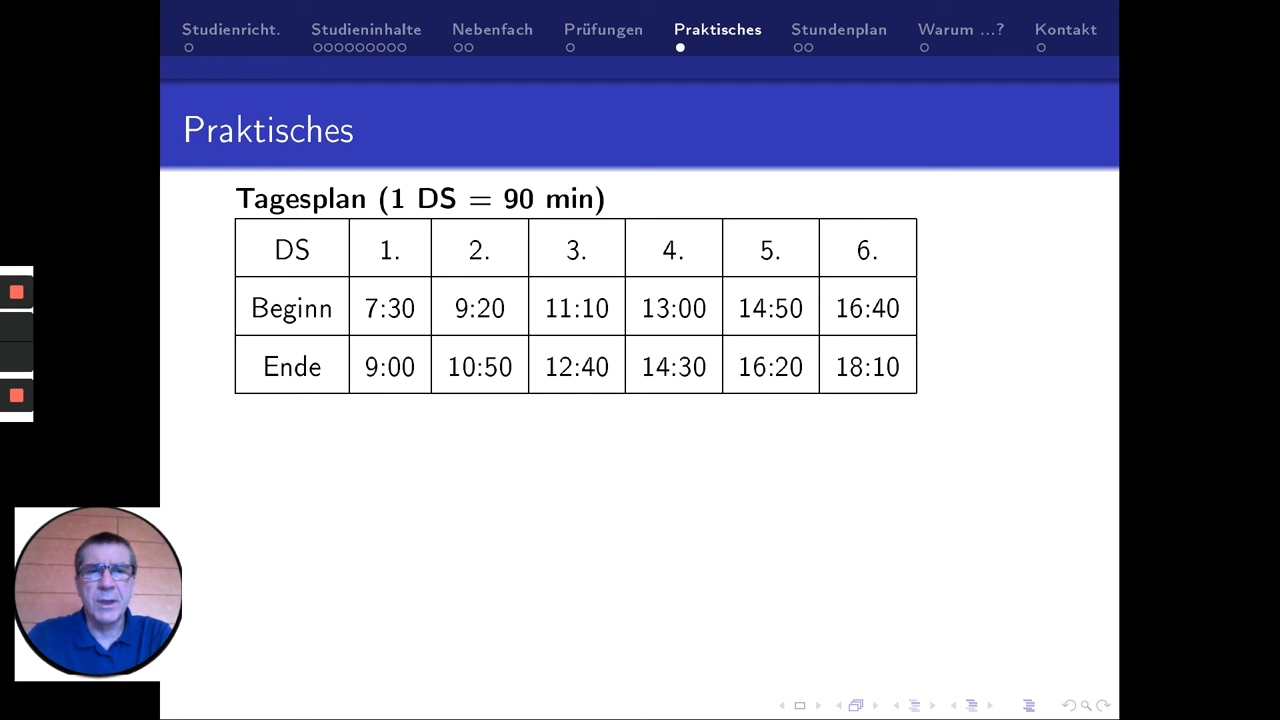 Studienricht. Studieninhalte Nebenfach Prüfungen Praktisches Stundenplan Warum ...? Kontakt
Praktisches
Tagesplan (1 DS = 90 min)
DS 1. 2. 3. 4. 5. 6.
Beginn 7:30 9:20 11:10 13:00 14:50 16:40
Ende 9:00 10:50 12:40 14:30 16:20 18:10